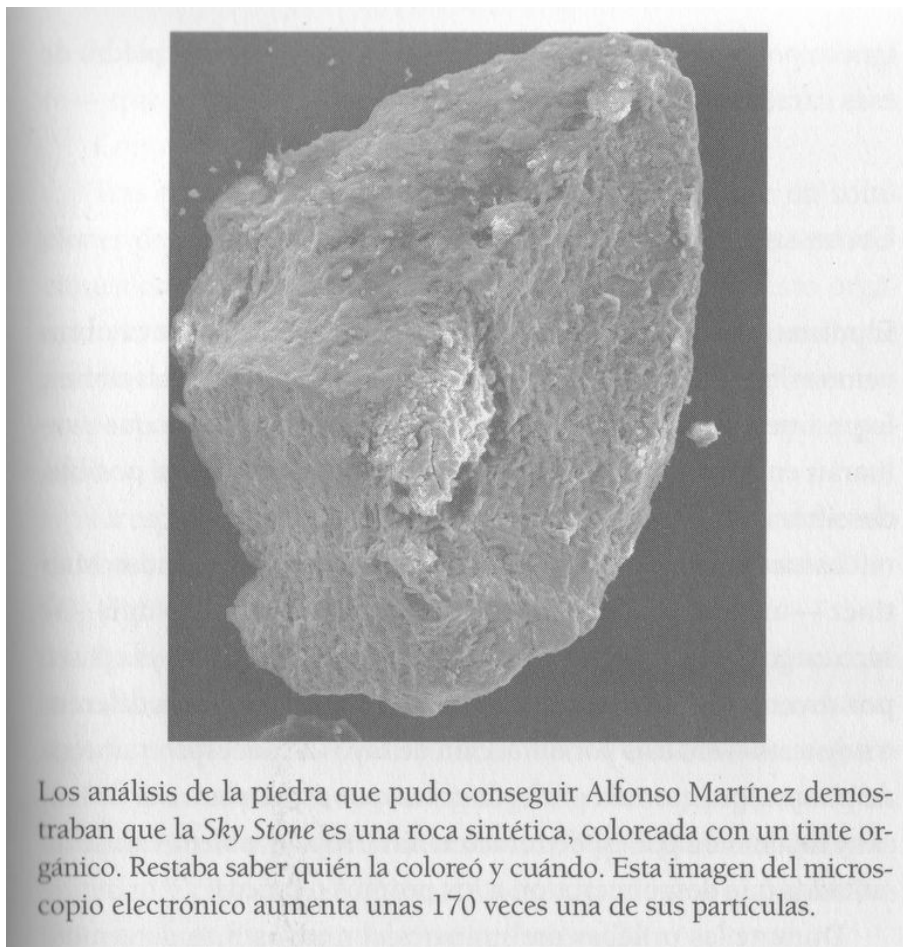 Los análisis de la piedra que pudo conseguir Alfonso Martínez demos-
traban que la Sky Stone es una roca sintética, coloreada con un tinte or-
gánico. Restaba saber quién la coloreó y cuándo. Esta imagen del micros-
copio electrónico aumenta unas 170 veces una de sus partículas.